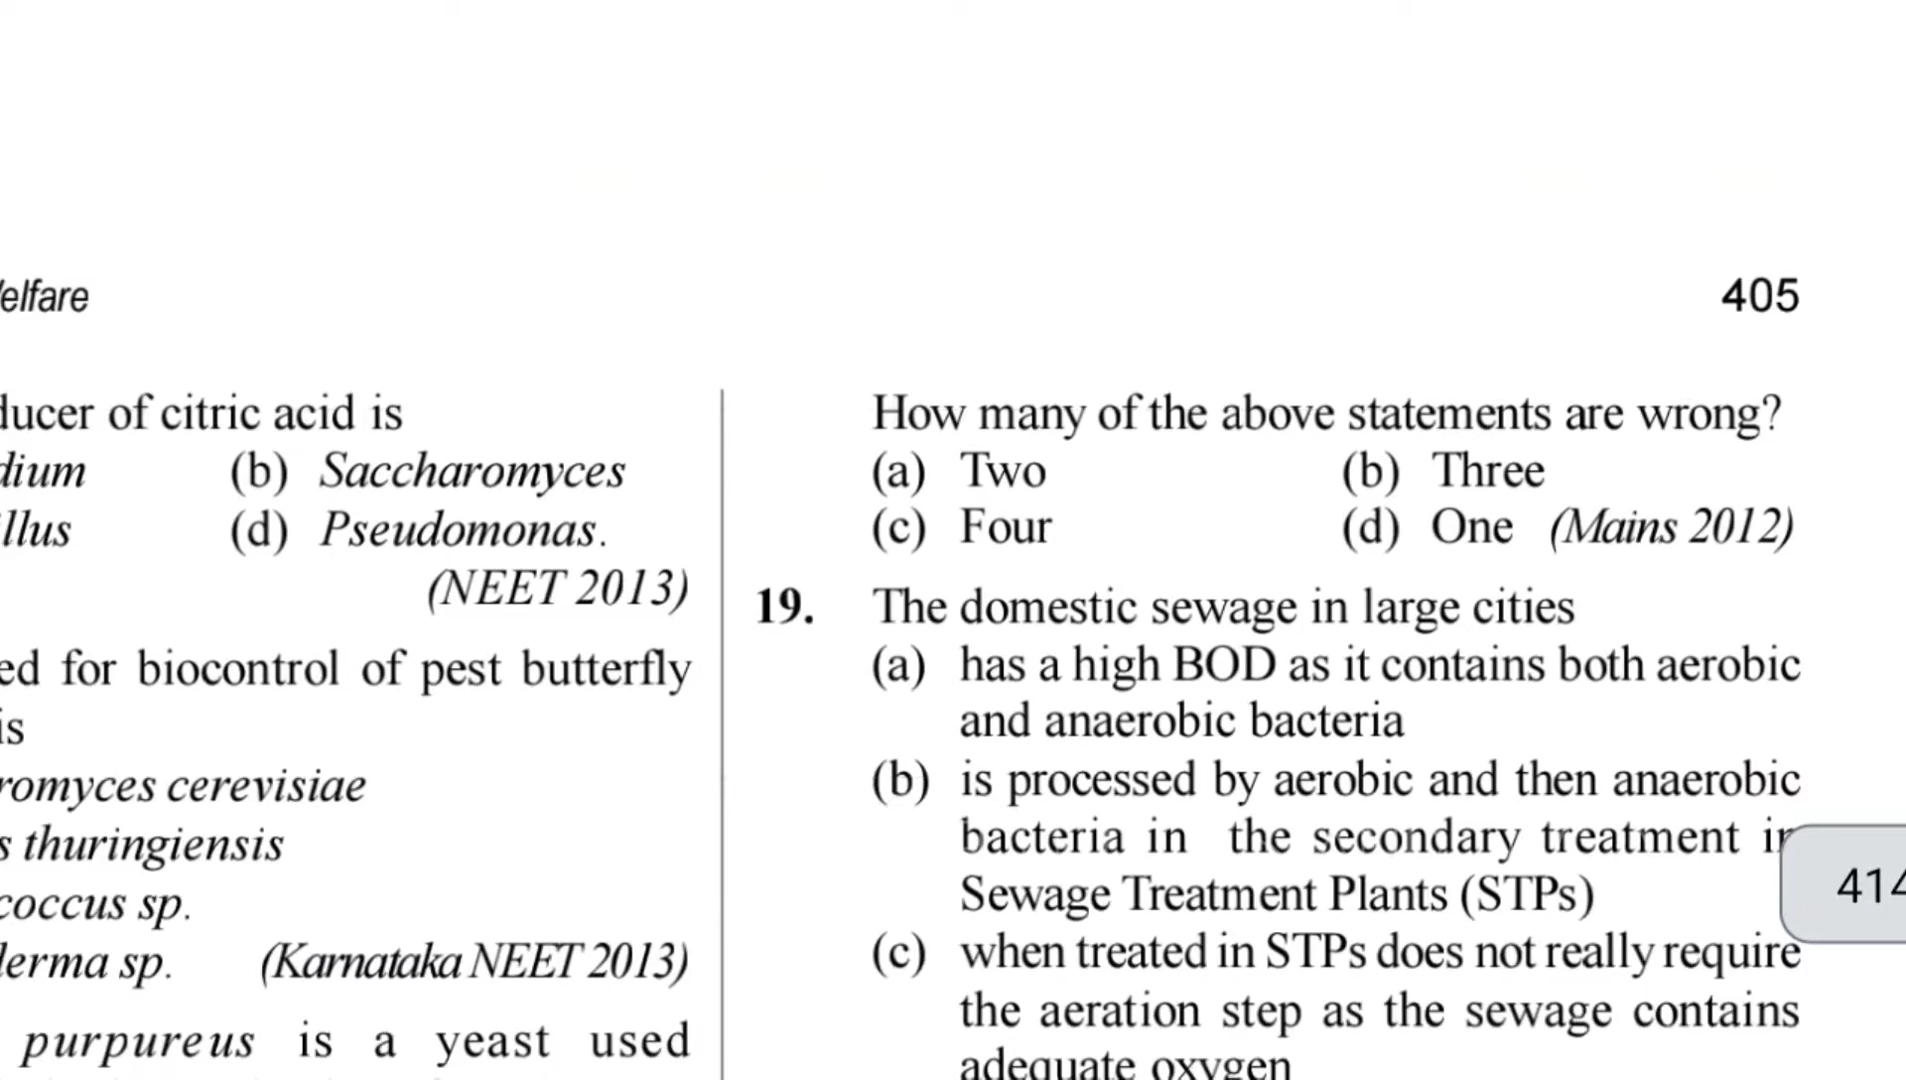 elfare
405
ducer of citric acid is
dium (b) Saccharomyces
llus (d) Pseudomonas.
(NEET 2013)
ed for biocontrol of pest butterfly
is
romyces cerevisiae
s thuringiensis
coccus sp.
derma sp. (Karnataka NEET 2013)
purpureus is a yeast used
How many of the above statements are wrong?
(a) Two (b) Three
(c) Four (d) One (Mains 2012)
19. The domestic sewage in large cities
(a) has a high BOD as it contains both aerobic
and anaerobic bacteria
(b) is processed by aerobic and then anaerobic
bacteria in the secondary treatment in
Sewage Treatment Plants (STPs)
414
(c) when treated in STPs does not really require
the aeration step as the sewage contains
adequate oxygen